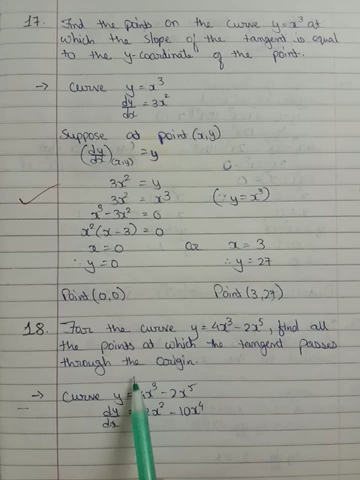 17. Find the points on the curve y = x³ at
which the slope of the tangent is equal
to the y-coordinate of the point.
→ Curve y = x³
dy/dx = 3x²
Suppose at point (x,y)
(dy/dx)(x,y) = y
3x² = y
3x² = x³ (∵ y = x³)
x³ - 3x² = 0
x²(x - 3) = 0
x = 0 or x = 3
∴ y = 0 ∴ y = 27
Point (0,0) Point (3,27)
18. For the curve y = 4x³ - 2x⁵, find all
the points at which the tangent passes
through the origin.
→ Curve y = x³ - 2x⁵
dy/dx = 2x² - 10x⁴